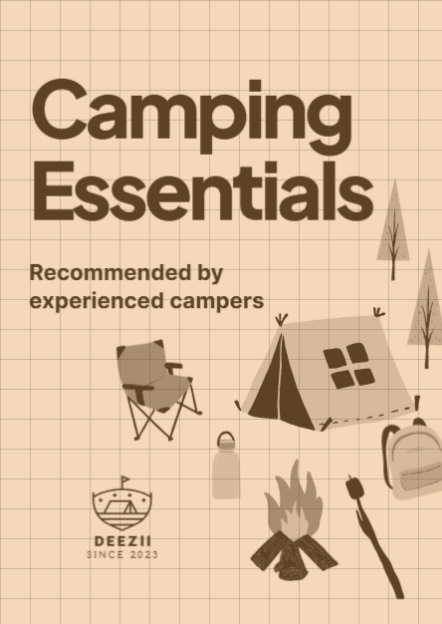 Camping
Essentials
Recommended by
experienced campers
DEEZII
SINCE 2023